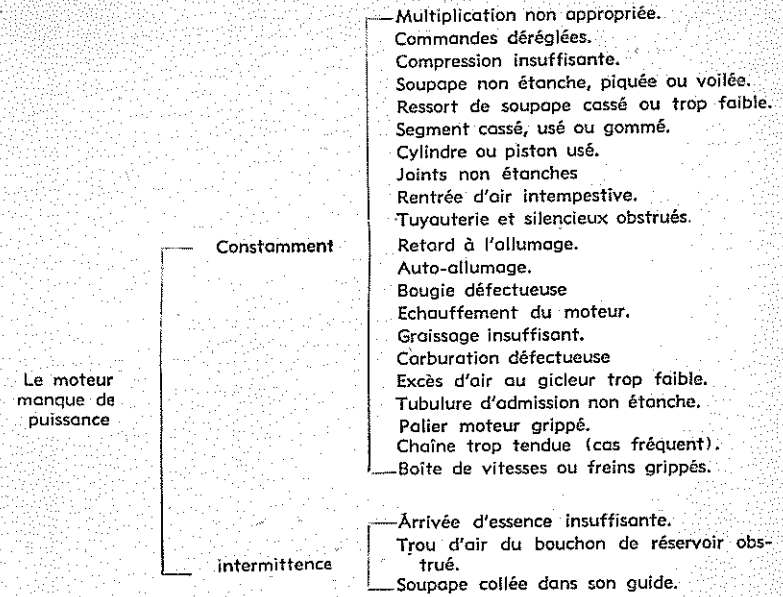 Multiplication non appropriée.
Commandes déréglées.
Compression insuffisante.
Soupape non étanche, piquée ou voilée.
Ressort de soupape cassé ou trop faible.
Segment cassé, usé ou gommé.
Cylindre ou piston usé.
Joints non étanches
Rentrée d'air intempestive.
Tuyauterie et silencieux obstrués.
Constamment
Retard à l'allumage.
Auto-allumage.
Bougie défectueuse
Echauffement du moteur.
Graissage insuffisant.
Carburation défectueuse
Le moteur
manque de
puissance
Excès d'air au gicleur trop faible.
Tubulure d'admission non étanche.
Palier moteur grippé.
Chaîne trop tendue (cas fréquent).
Boîte de vitesses ou freins grippés.
Arrivée d'essence insuffisante.
Trou d'air du bouchon de réservoir obs-
trué.
intermittence
Soupape collée dans son guide.